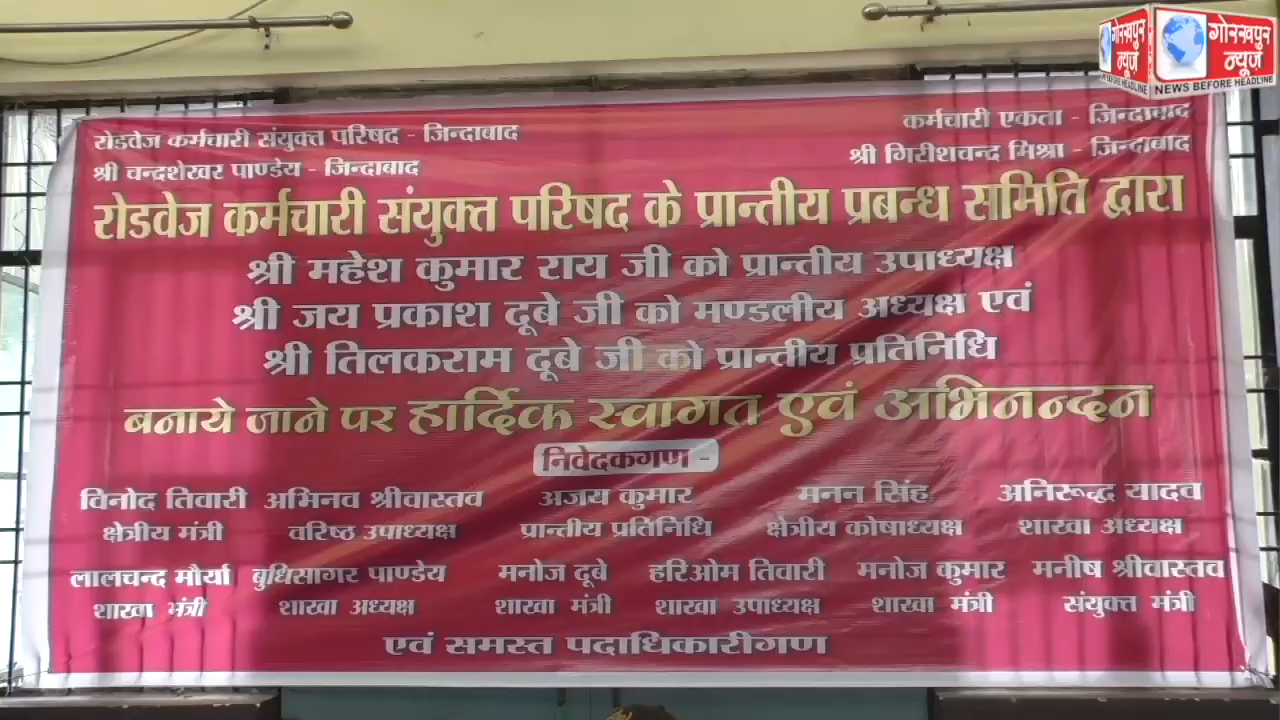 गोरखपुर न्यूज़ गोरखपुर न्यूज़
NEWS BEFORE HEADLINE
रोडवेज कर्मचारी संयुक्त परिषद - जिन्दाबाद
कर्मचारी एकता - जिन्दाबाद
श्री चन्द्रशेखर पाण्डेय - जिन्दाबाद
श्री गिरीशचन्द्र मिश्रा - जिन्दाबाद
रोडवेज कर्मचारी संयुक्त परिषद के प्रान्तीय प्रबन्ध समिति द्वारा
श्री महेश कुमार राय जी को प्रान्तीय उपाध्यक्ष
श्री जय प्रकाश दूबे जी को मण्डलीय अध्यक्ष एवं
श्री तिलकराम दूबे जी को प्रान्तीय प्रतिनिधि
बनाये जाने पर हार्दिक स्वागत एवं अभिनन्दन
निवेदकगण -
विनोद तिवारी अभिनव श्रीवास्तव अजय कुमार मनन सिंह अनिरूद्ध यादव
क्षेत्रीय मंत्री वरिष्ठ उपाध्यक्ष प्रान्तीय प्रतिनिधि क्षेत्रीय कोषाध्यक्ष शाखा अध्यक्ष
लालचन्द मौर्या बुधिसागर पाण्डेय मनोज दूबे हरिओम तिवारी मनोज कुमार मनीष श्रीवास्तव
शाखा मंत्री शाखा अध्यक्ष शाखा मंत्री शाखा उपाध्यक्ष शाखा मंत्री संयुक्त मंत्री
एवं समस्त पदाधिकारीगण